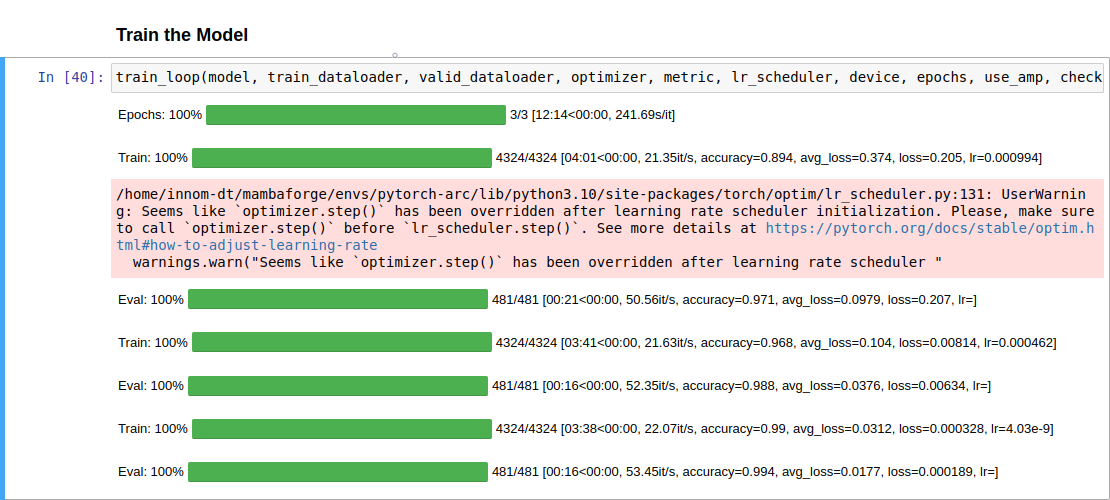 Train the Model
In [40]: train_loop(model, train_dataloader, valid_dataloader, optimizer, metric, lr_scheduler, device, epochs, use_amp, check
Epochs: 100% 3/3 [12:14<00:00, 241.69s/it]
Train: 100% 4324/4324 [04:01<00:00, 21.35it/s, accuracy=0.894, avg_loss=0.374, loss=0.205, lr=0.000994]
/home/innom-dt/mambaforge/envs/pytorch-arc/lib/python3.10/site-packages/torch/optim/lr_scheduler.py:131: UserWarnin
g: Seems like `optimizer.step()` has been overridden after learning rate scheduler initialization. Please, make sure
to call `optimizer.step()` before `lr_scheduler.step()`. See more details at https://pytorch.org/docs/stable/optim.h
tml#how-to-adjust-learning-rate
  warnings.warn("Seems like `optimizer.step()` has been overridden after learning rate scheduler "
Eval: 100% 481/481 [00:21<00:00, 50.56it/s, accuracy=0.971, avg_loss=0.0979, loss=0.207, lr=]
Train: 100% 4324/4324 [03:41<00:00, 21.63it/s, accuracy=0.968, avg_loss=0.104, loss=0.00814, lr=0.000462]
Eval: 100% 481/481 [00:16<00:00, 52.35it/s, accuracy=0.988, avg_loss=0.0376, loss=0.00634, lr=]
Train: 100% 4324/4324 [03:38<00:00, 22.07it/s, accuracy=0.99, avg_loss=0.0312, loss=0.000328, lr=4.03e-9]
Eval: 100% 481/481 [00:16<00:00, 53.45it/s, accuracy=0.994, avg_loss=0.0177, loss=0.000189, lr=]